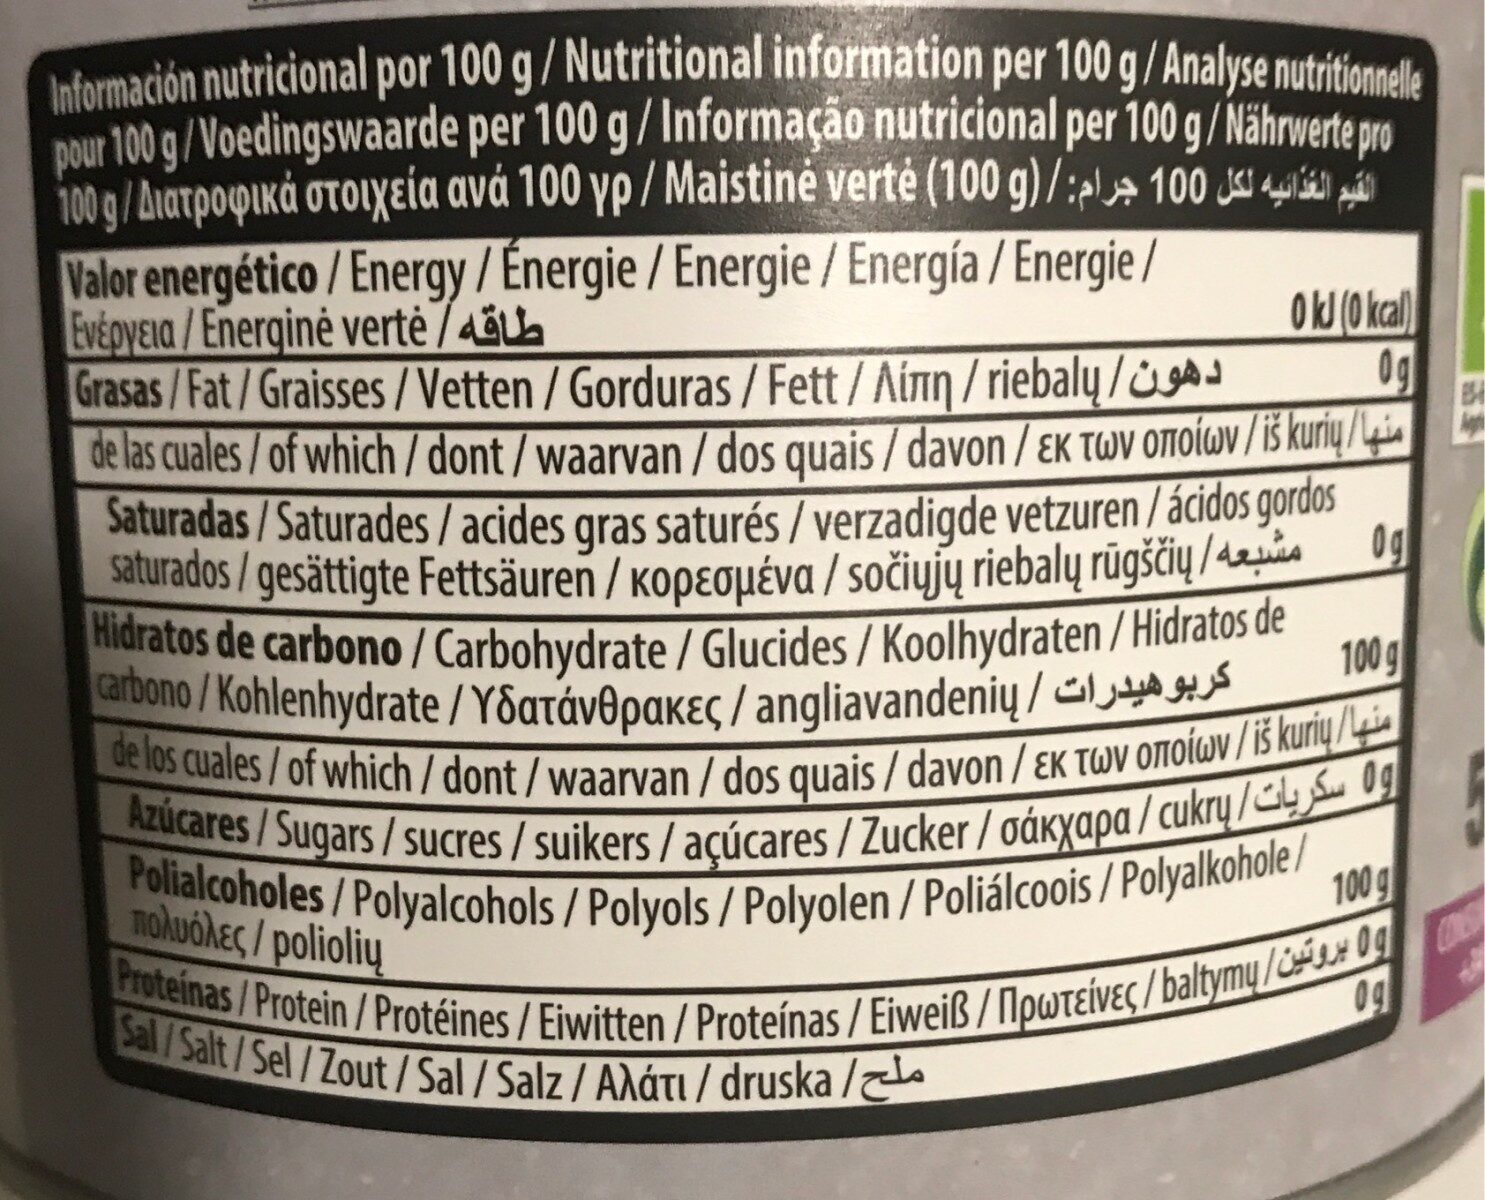 Información nutricional por 100 g / Nutritional information per 100 g / Analyse nutritionnelle
pour 100 g / Voedingswaarde per 100 g / Informação nutricional per 100 g / Nährwerte pro
100 g / Διατροφικά στοιχεία ανά 100 γρ / Maistinė vertė (100 g) / القيم الغذائيه لكل 100 جرام:
Valor energético / Energy / Énergie / Energie / Energía / Energie /
Ενέργεια / Energinė vertė / طاقه 0 kJ (0 kcal)
Grasas / Fat / Graisses / Vetten / Gorduras / Fett / Λίπη / riebalų / دهون 0 g
de las cuales / of which / dont / waarvan / dos quais / davon / εκ των οποίων / iš kurių / منها
Saturadas / Saturades / acides gras saturés / verzadigde vetzuren / ácidos gordos
saturados / gesättigte Fettsäuren / κορεσμένα / sočiųjų riebalų rūgščių / مشبعه 0 g
Hidratos de carbono / Carbohydrate / Glucides / Koolhydraten / Hidratos de
carbono / Kohlenhydrate / Υδατάνθρακες / angliavandenių / كربوهيدرات 100 g
de los cuales / of which / dont / waarvan / dos quais / davon / εκ των οποίων / iš kurių / منها
Azúcares / Sugars / sucres / suikers / açúcares / Zucker / σάκχαρα / cukrų / سكريات 0 g
Polialcoholes / Polyalcohols / Polyols / Polyolen / Poliálcoois / Polyalkohole /
πολυόλες / poliolių 100 g
Proteínas / Protein / Protéines / Eiwitten / Proteínas / Eiweiß / Πρωτείνες / baltymų / بروتين 0 g
Sal / Salt / Sel / Zout / Sal / Salz / Αλάτι / druska / ملح 0 g